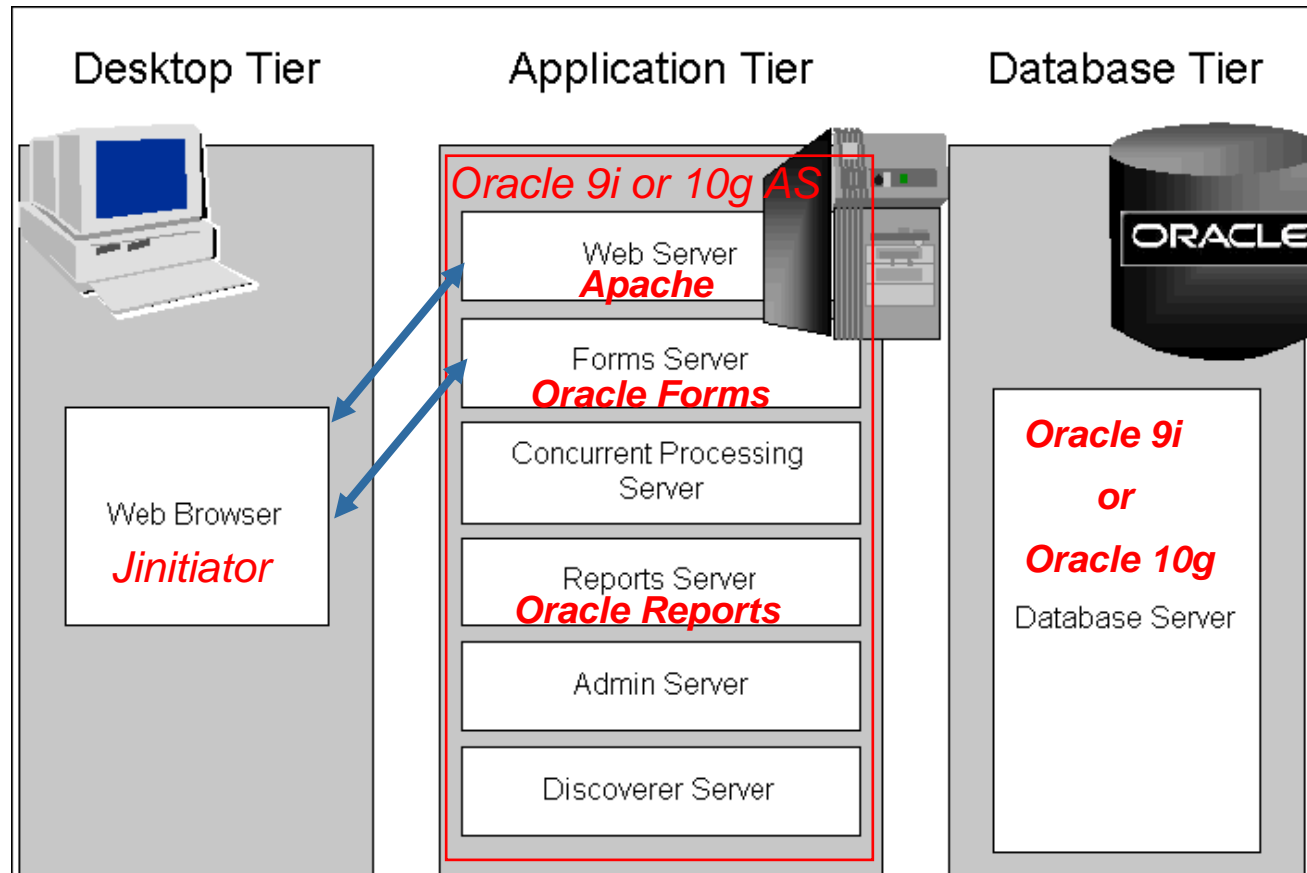 Desktop Tier
Application Tier
Database Tier
Web Browser
Jinitiator
Oracle 9i or 10g AS
Web Server
Apache
Forms Server
Oracle Forms
Concurrent Processing
Server
Reports Server
Oracle Reports
Admin Server
Discoverer Server
ORACLE
Oracle 9i
or
Oracle 10g
Database Server